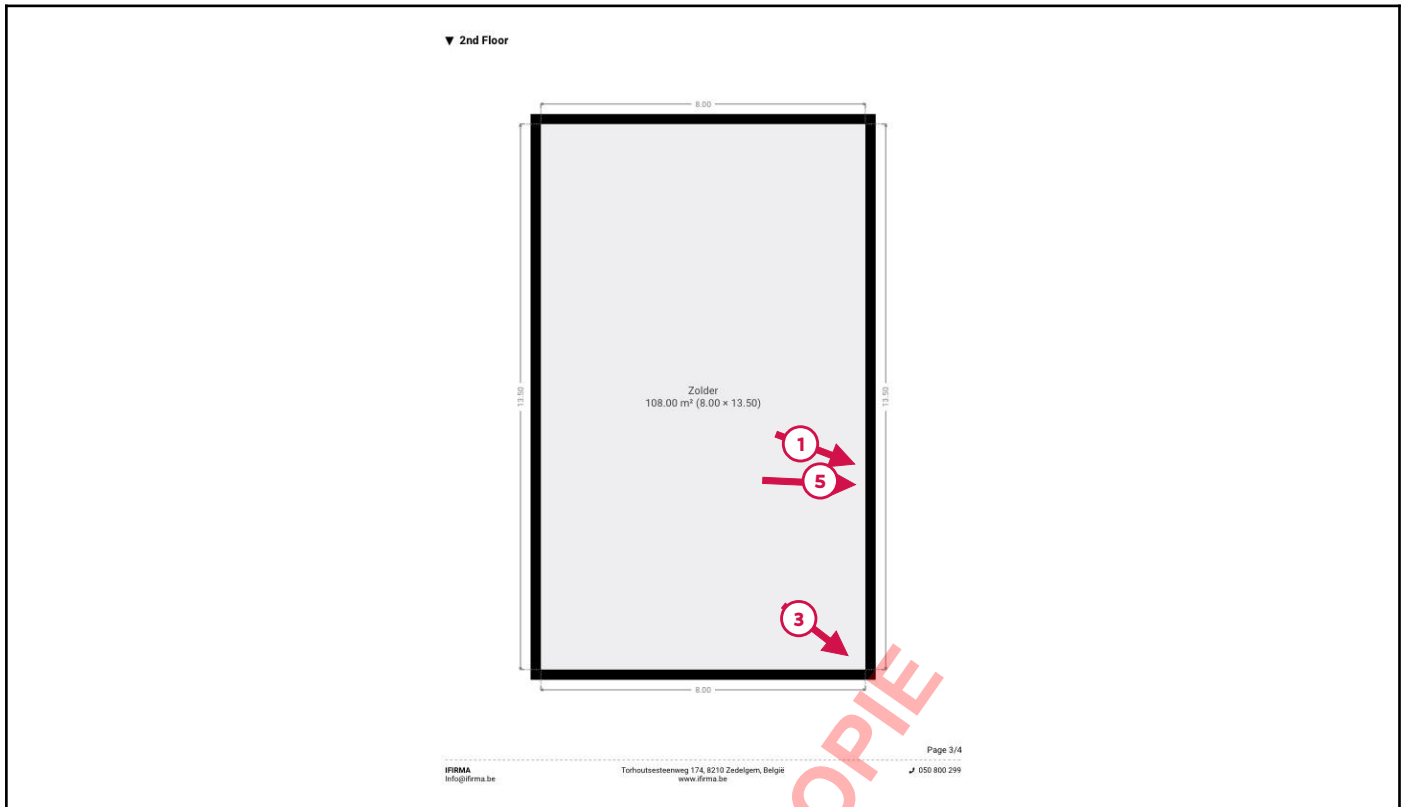 ▼ 2nd Floor
8.00
13.50
13.50
Zolder
108.00 m² (8.00 × 13.50)
1
5
3
8.00
OPIE
Page 3/4
IFIRMA
Info@ifirma.be
Torhoutsesteenweg 174, 8210 Zedelgem, België
www.ifirma.be
050 800 299